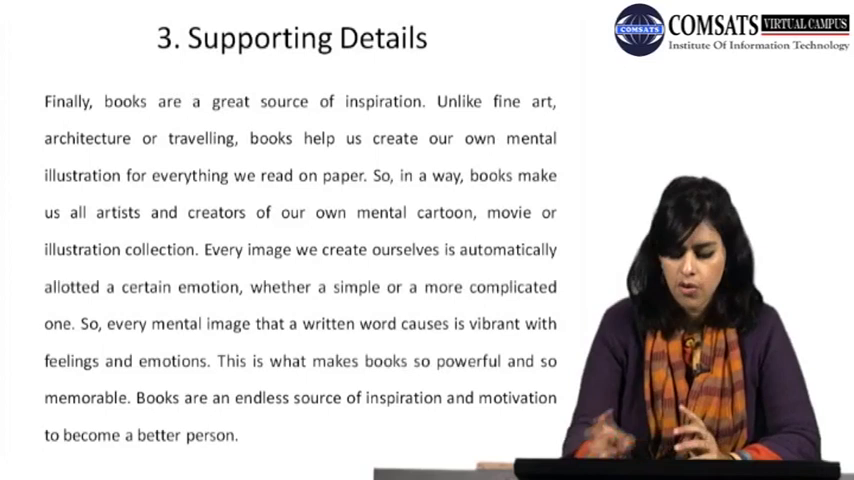 3. Supporting Details
COMSATS VIRTUAL CAMPUS
Institute Of Information Technology
COMSATS
Finally, books are a great source of inspiration. Unlike fine art,
architecture or travelling, books help us create our own mental
illustration for everything we read on paper. So, in a way, books make
us all artists and creators of our own mental cartoon, movie or
illustration collection. Every image we create ourselves is automatically
allotted a certain emotion, whether a simple or a more complicated
one. So, every mental image that a written word causes is vibrant with
feelings and emotions. This is what makes books so powerful and so
memorable. Books are an endless source of inspiration and motivation
to become a better person.